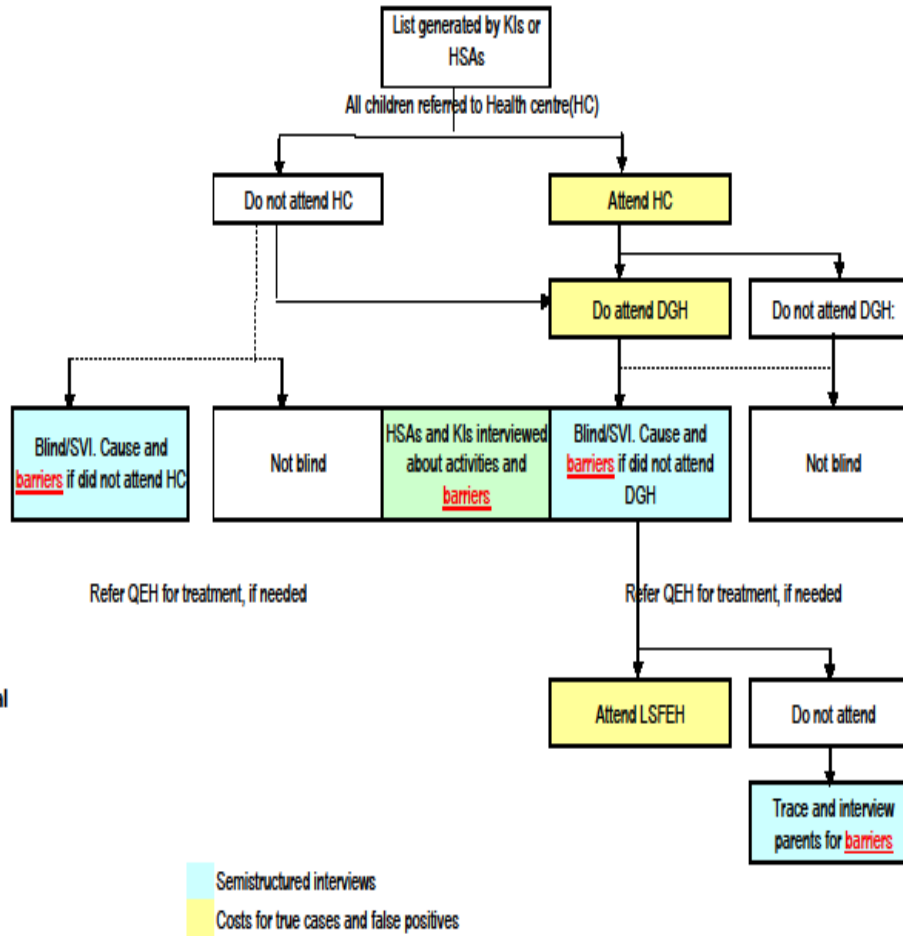 List generated by KIs or
HSAs
All children referred to Health centre(HC)
Do not attend HC
Attend HC
Do attend DGH
Do not attend DGH:
Blind/SVI. Cause and
barriers if did not attend HC
Not blind
HSAs and KIs interviewed
about activities and
barriers
Blind/SVI. Cause and
barriers if did not attend
DGH
Not blind
Refer QEH for treatment, if needed
Refer QEH for treatment, if needed
al
Attend LSFEH
Do not attend
Trace and interview
parents for barriers
Semistructured interviews
Costs for true cases and false positives